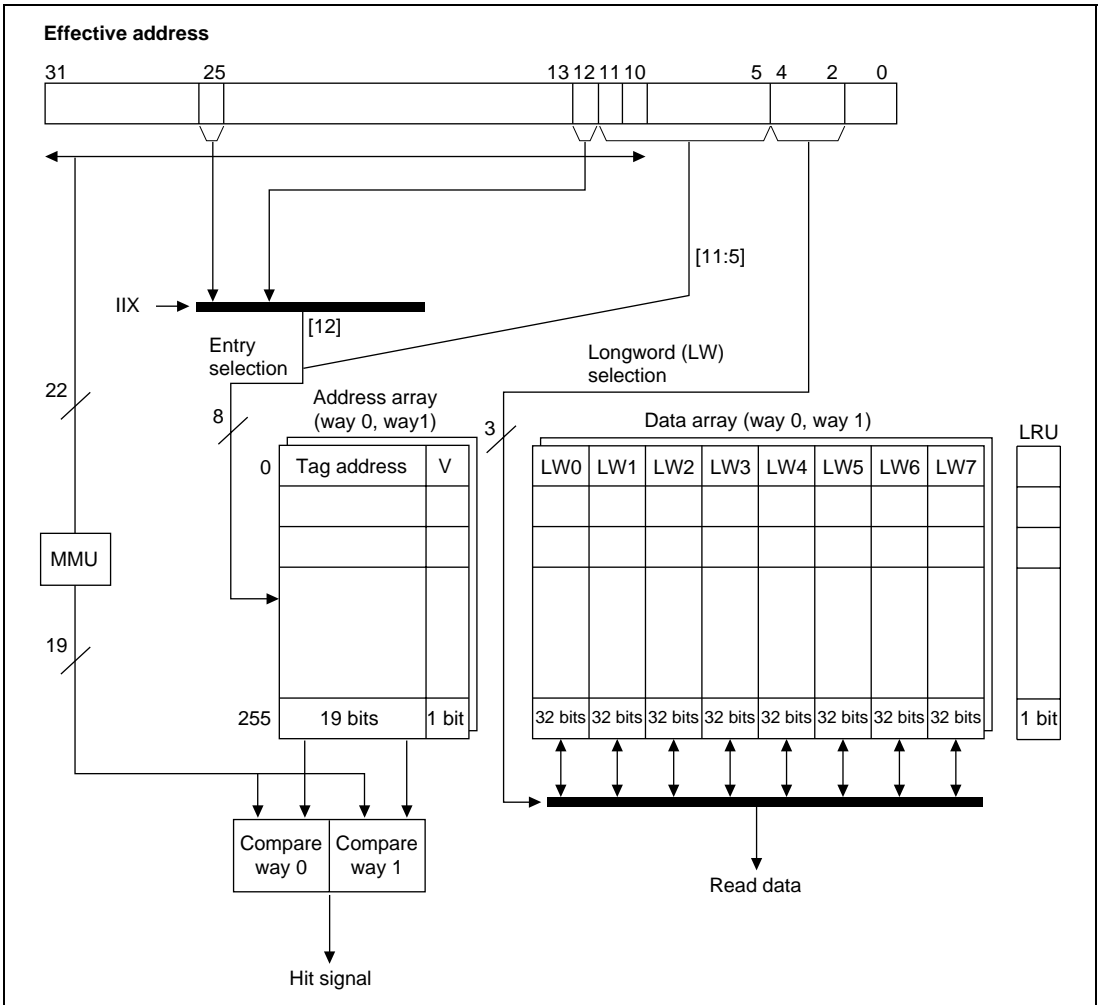 Effective address
31 25 13 12 11 10 5 4 2 0
[11:5]
IIX
[12]
Entry
selection
Longword (LW)
selection
22
8
Address array
(way 0, way1)
3
Data array (way 0, way 1)
LRU
0 Tag address V
LW0 LW1 LW2 LW3 LW4 LW5 LW6 LW7
MMU
19
255 19 bits 1 bit
32 bits 32 bits 32 bits 32 bits 32 bits 32 bits 32 bits 32 bits
1 bit
Compare
way 0
Compare
way 1
Read data
Hit signal